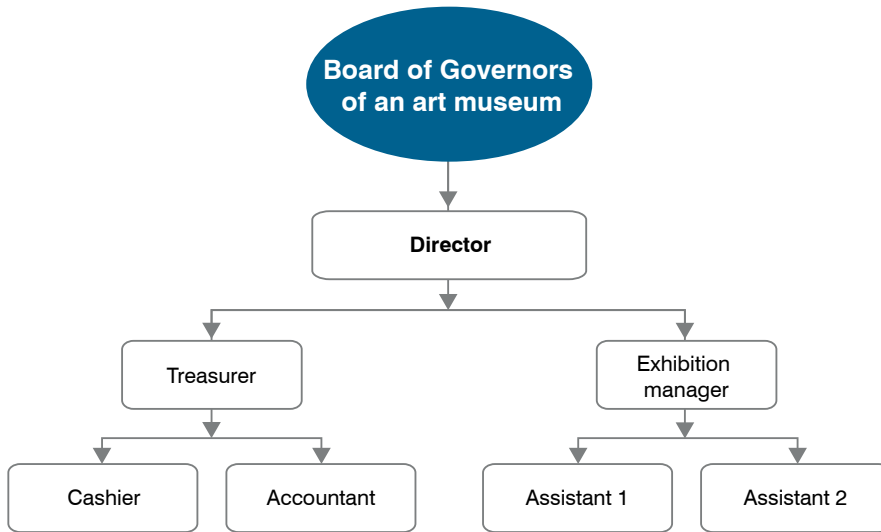 Board of Governors
of an art museum
Director
Treasurer
Exhibition
manager
Cashier
Accountant
Assistant 1
Assistant 2